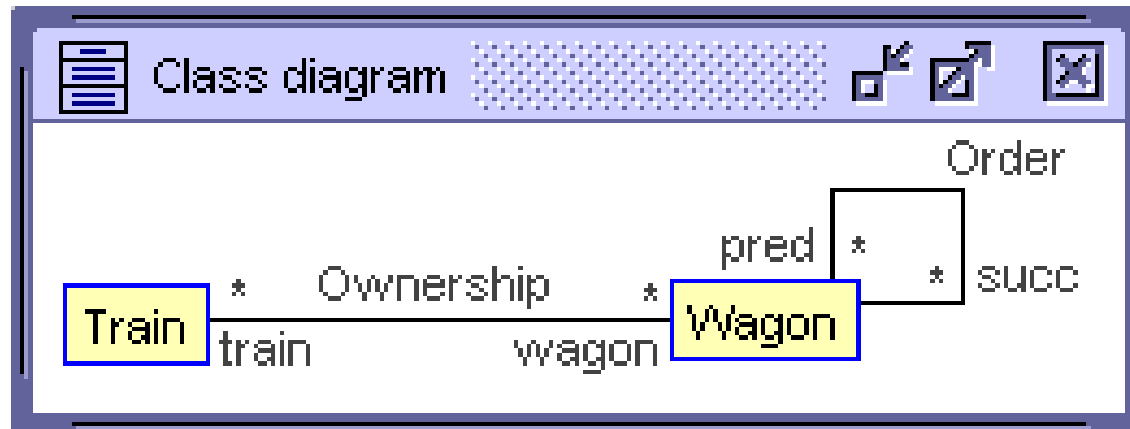 Class diagram
Order
pred *
* succ
* Ownership *
Train
Wagon
train wagon